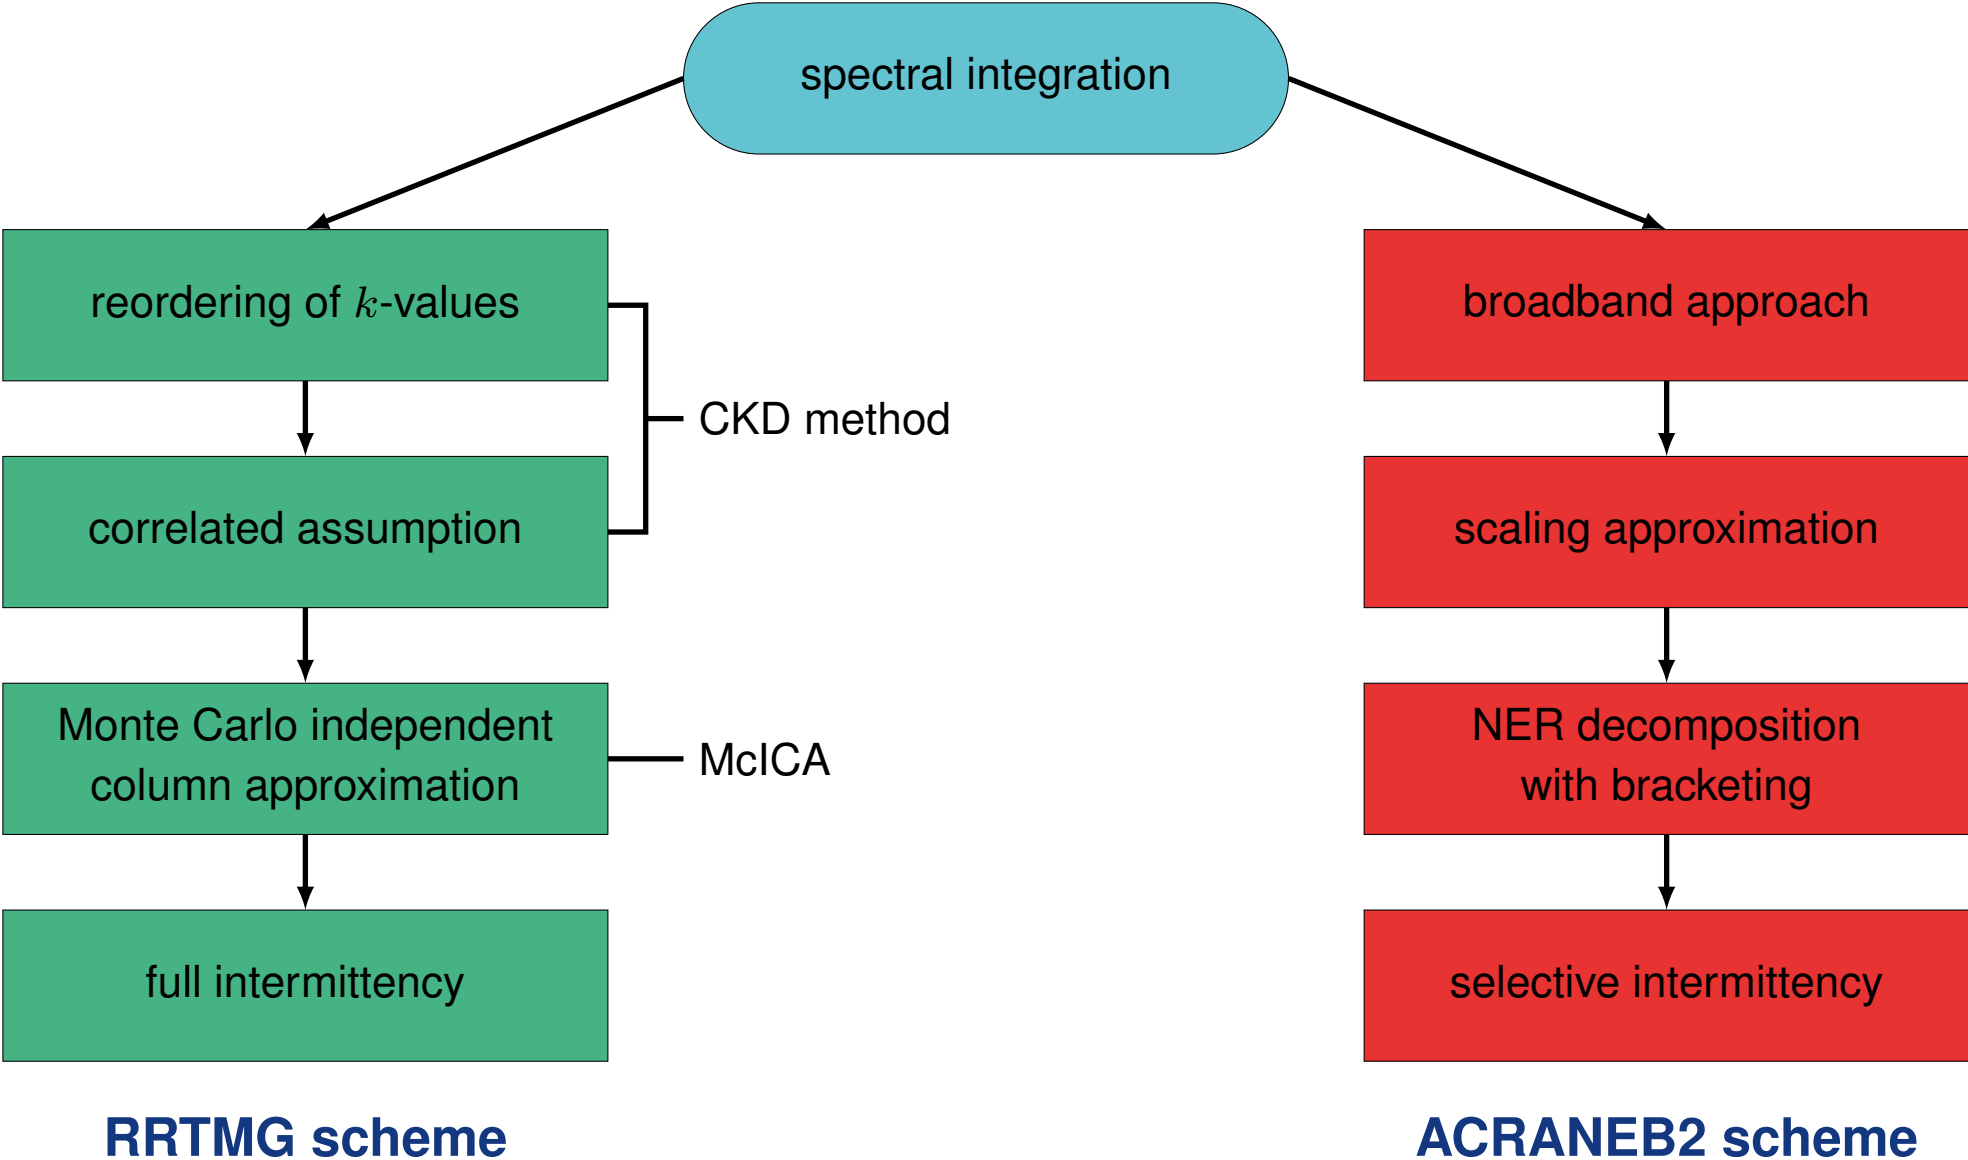 spectral integration
reordering of k-values
correlated assumption
CKD method
Monte Carlo independent
column approximation
McICA
full intermittency
RRTMG scheme
broadband approach
scaling approximation
NER decomposition
with bracketing
selective intermittency
ACRANEB2 scheme